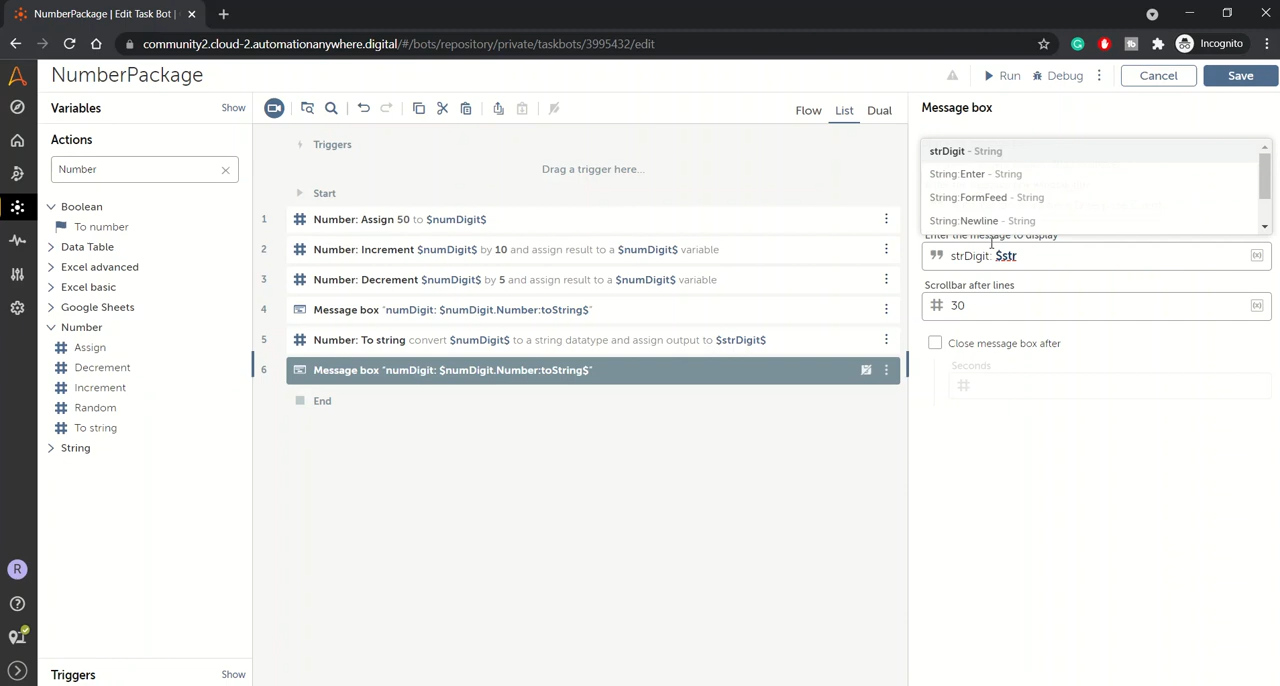 NumberPackage | Edit Task Bot |
community2.cloud-2.automationanywhere.digital/#/bots/repository/private/taskbots/3995432/edit
Incognito
NumberPackage
Run
Debug
Cancel
Save
Variables
Show
Actions
Number
Boolean
To number
Data Table
Excel advanced
Excel basic
Google Sheets
Number
Assign
Decrement
Increment
Random
To string
String
Triggers
Show
R
Flow
List
Dual
Triggers
Drag a trigger here...
Start
1 Number: Assign 50 to $numDigit$
2 Number: Increment $numDigit$ by 10 and assign result to a $numDigit$ variable
3 Number: Decrement $numDigit$ by 5 and assign result to a $numDigit$ variable
4 Message box "numDigit: $numDigit.Number:toString$"
5 Number: To string convert $numDigit$ to a string datatype and assign output to $strDigit$
6 Message box "numDigit: $numDigit.Number:toString$"
End
Message box
strDigit - String
String:Enter - String
String:FormFeed - String
String:Newline - String
Enter the message to display
strDigit: $str
(x)
Scrollbar after lines
30
(x)
Close message box after
Seconds